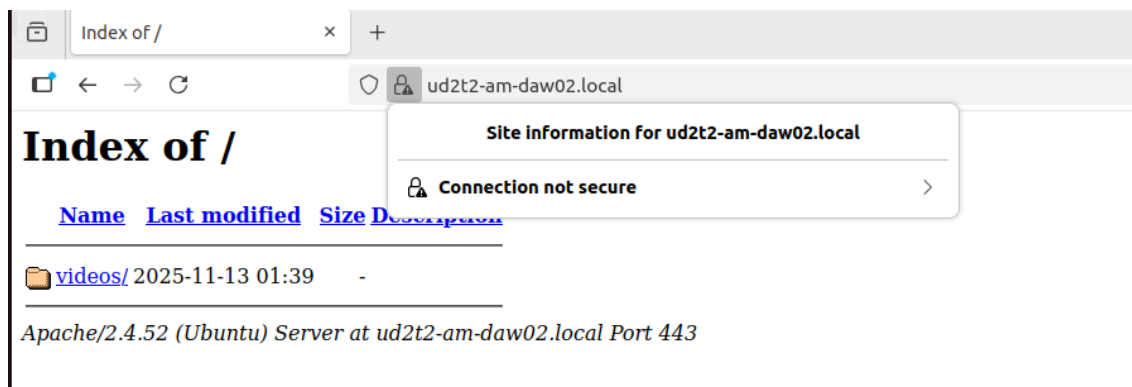 Index of /
ud2t2-am-daw02.local
Site information for ud2t2-am-daw02.local
Connection not secure
Index of /
Name Last modified Size Description
videos/ 2025-11-13 01:39 -
Apache/2.4.52 (Ubuntu) Server at ud2t2-am-daw02.local Port 443